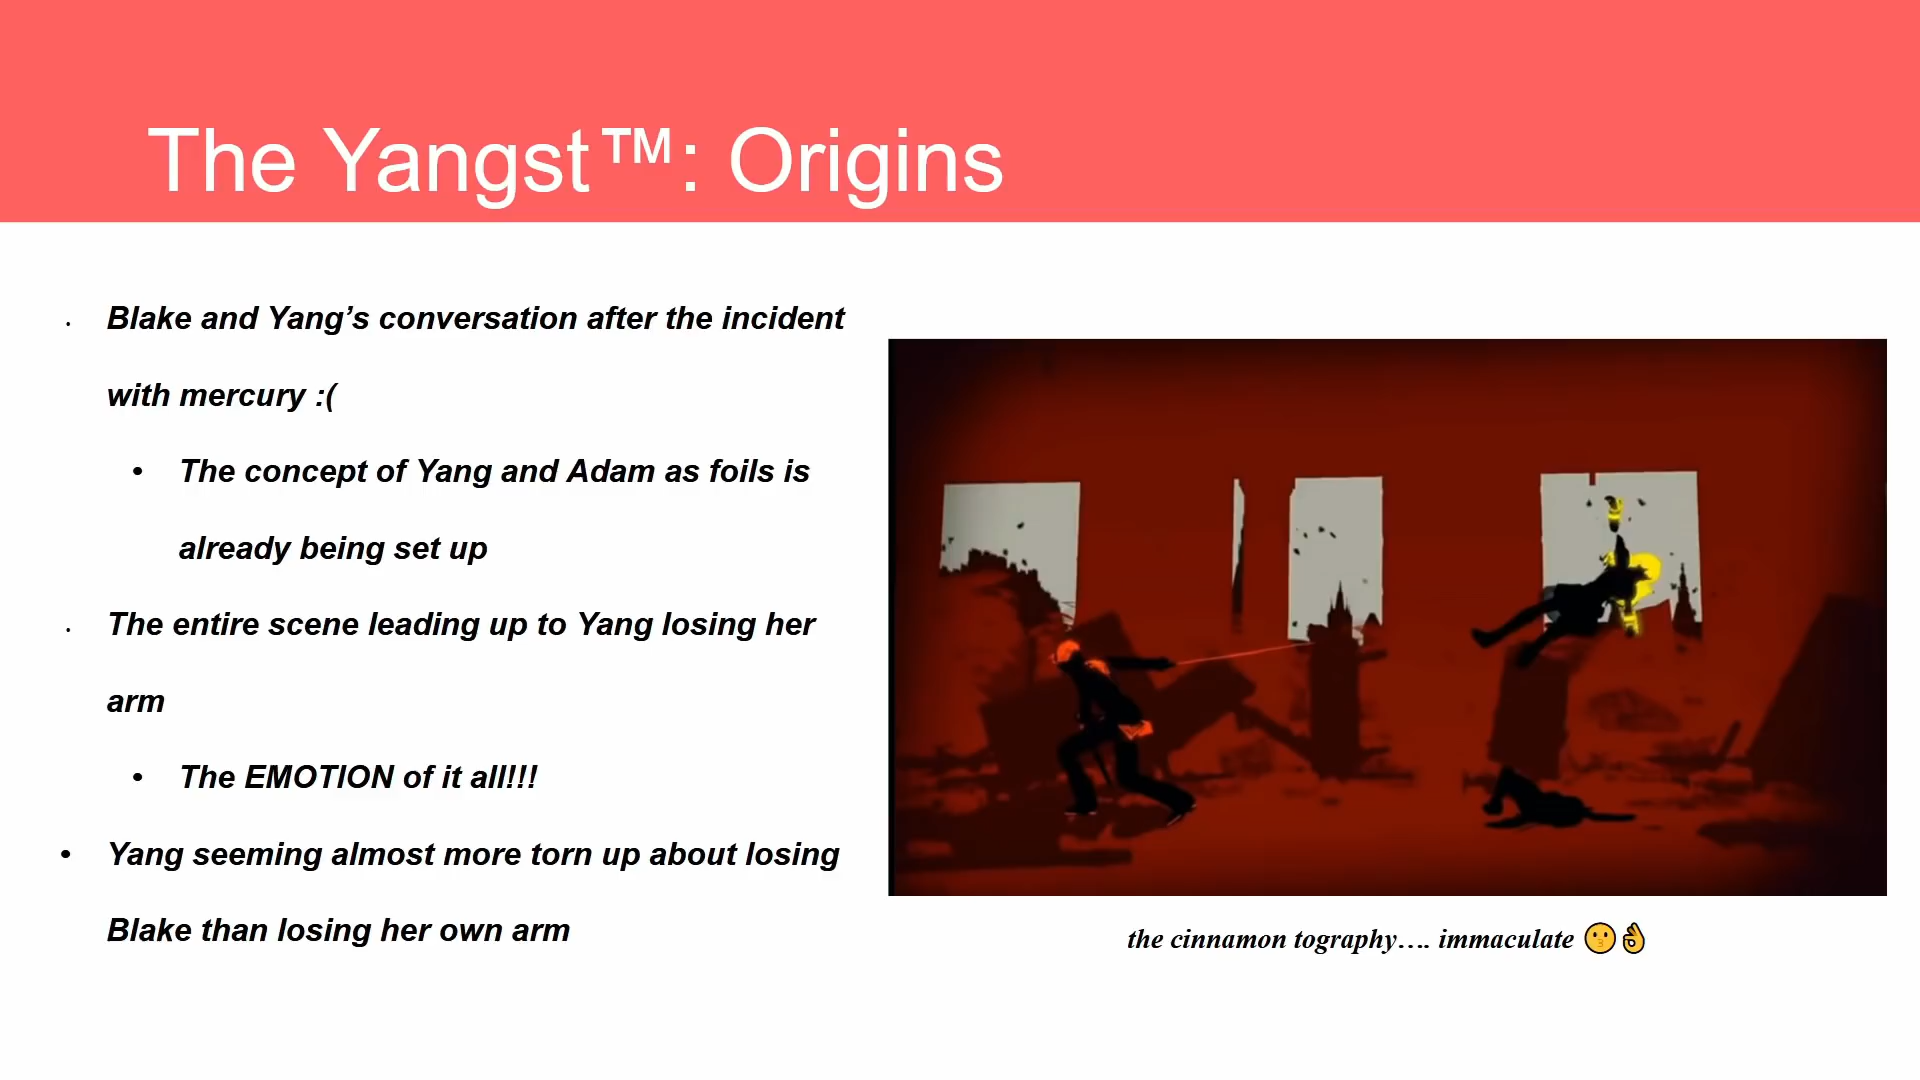 The Yangst™: Origins
• Blake and Yang’s conversation after the incident
with mercury :(
• The concept of Yang and Adam as foils is
already being set up
• The entire scene leading up to Yang losing her
arm
• The EMOTION of it all!!!
• Yang seeming almost more torn up about losing
Blake than losing her own arm
the cinnamon tography…. immaculate 😗👌